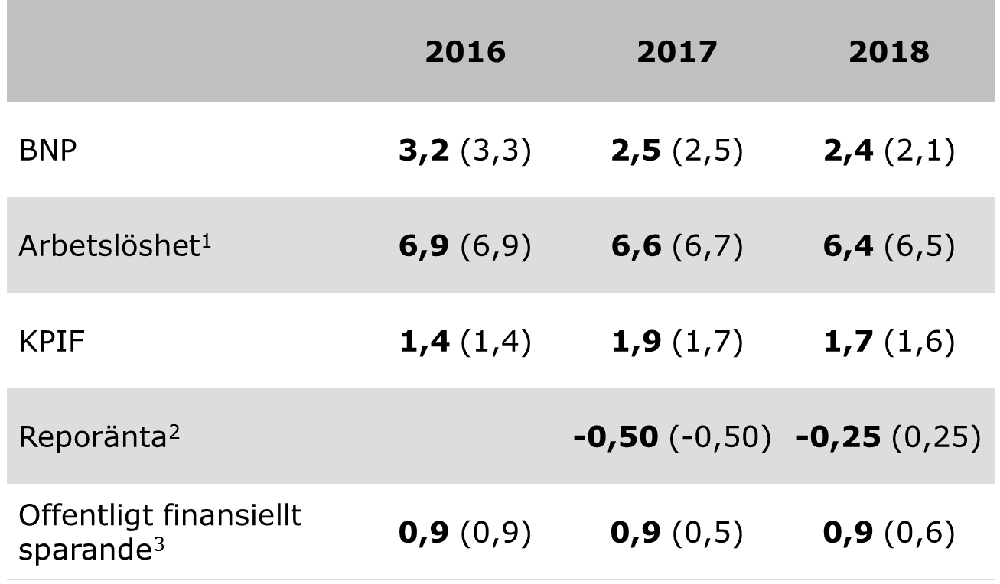 2016 2017 2018
BNP 3,2 (3,3) 2,5 (2,5) 2,4 (2,1)
Arbetslöshet¹ 6,9 (6,9) 6,6 (6,7) 6,4 (6,5)
KPIF 1,4 (1,4) 1,9 (1,7) 1,7 (1,6)
Reporänta² -0,50 (-0,50) -0,25 (0,25)
Offentligt finansiellt
sparande³ 0,9 (0,9) 0,9 (0,5) 0,9 (0,6)